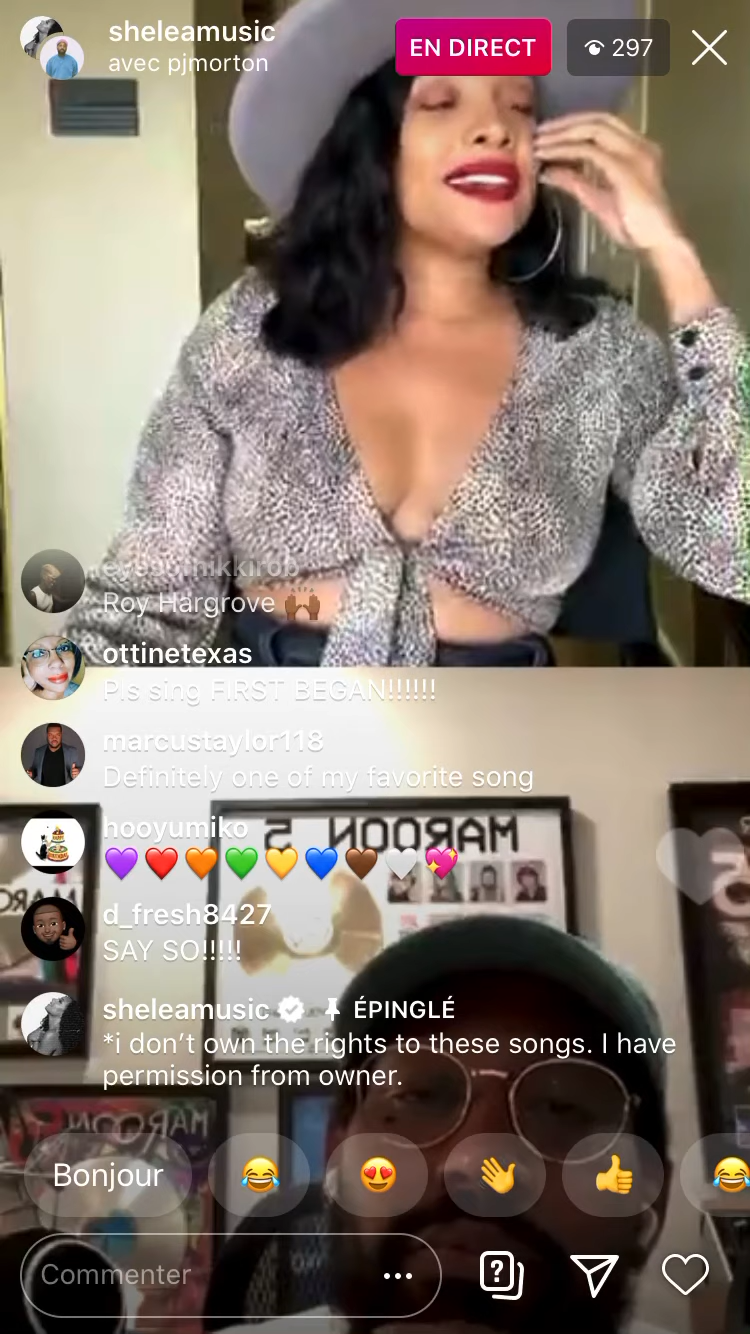 sheleamusic
avec pjmorton
EN DIRECT
297
Roy Hargrove 🙌🏾
ottinetexas
Pls sing FIRST BEGAN!!!!!!
marcustaylor118
Definitely one of my favorite song
hooyumiko
💜❤️🧡💚💛💙🤎🤍💖
d_fresh8427
SAY SO!!!!!
sheleamusic ÉPINGLÉ
*i don’t own the rights to these songs. I have
permission from owner.
MAROON 5
MAROON
Bonjour 😂 😍 👋 👍 😂
Commenter